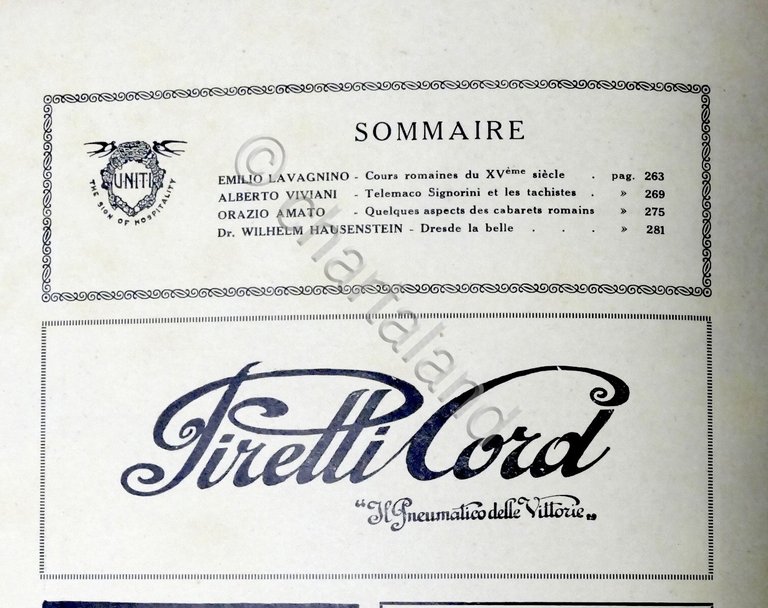 SOMMAIRE
UNITI
THE SIGN OF HOSPITALITY
EMILIO LAVAGNINO - Cours romaines du XVème siècle . pag. 263
ALBERTO VIVIANI - Telemaco Signorini et les tachistes . » 269
ORAZIO AMATO - Quelques aspects des cabarets romains » 275
Dr. WILHELM HAUSENSTEIN - Dresde la belle . . . » 281
© chartaland
Pirelli Cord
“Il Pneumatico delle Vittorie„